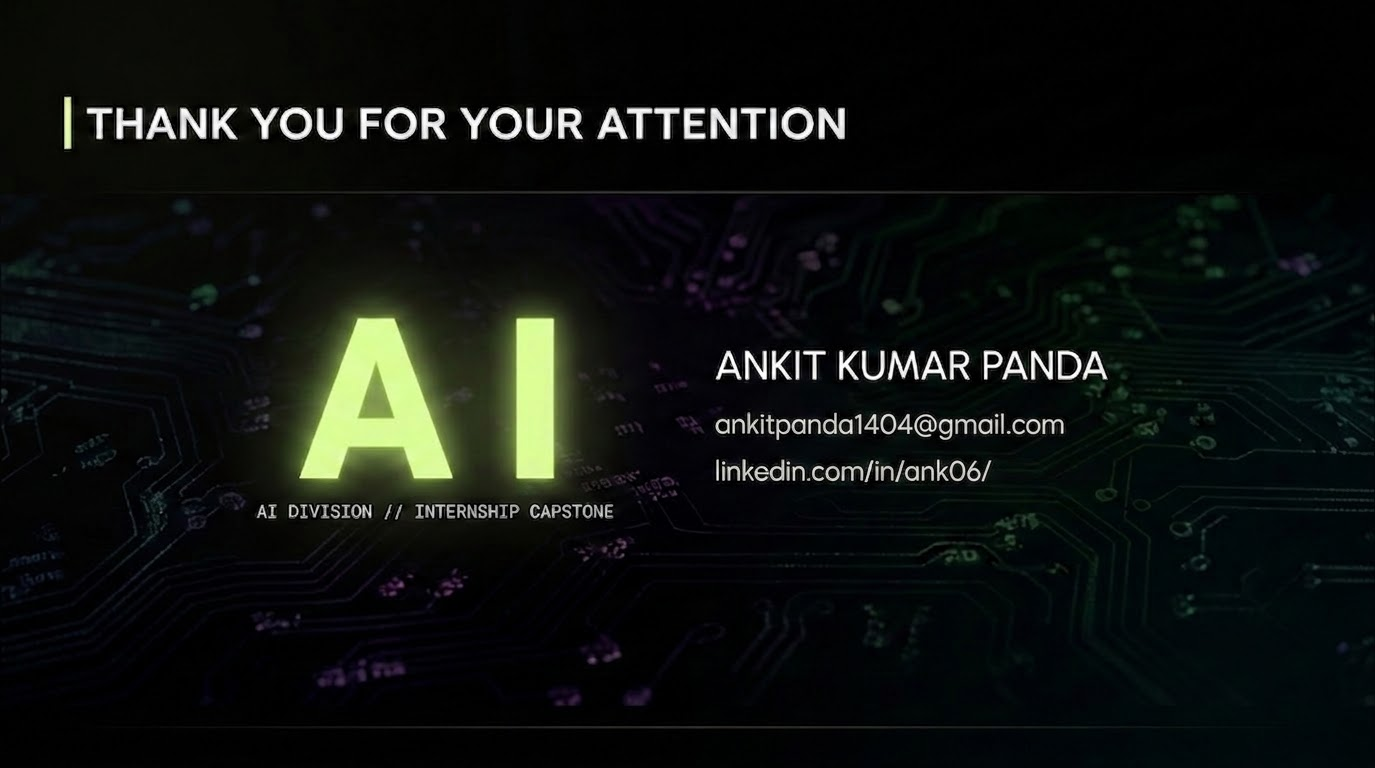 THANK YOU FOR YOUR ATTENTION
AI
AI DIVISION // INTERNSHIP CAPSTONE
ANKIT KUMAR PANDA
ankitpanda1404@gmail.com
linkedin.com/in/ank06/